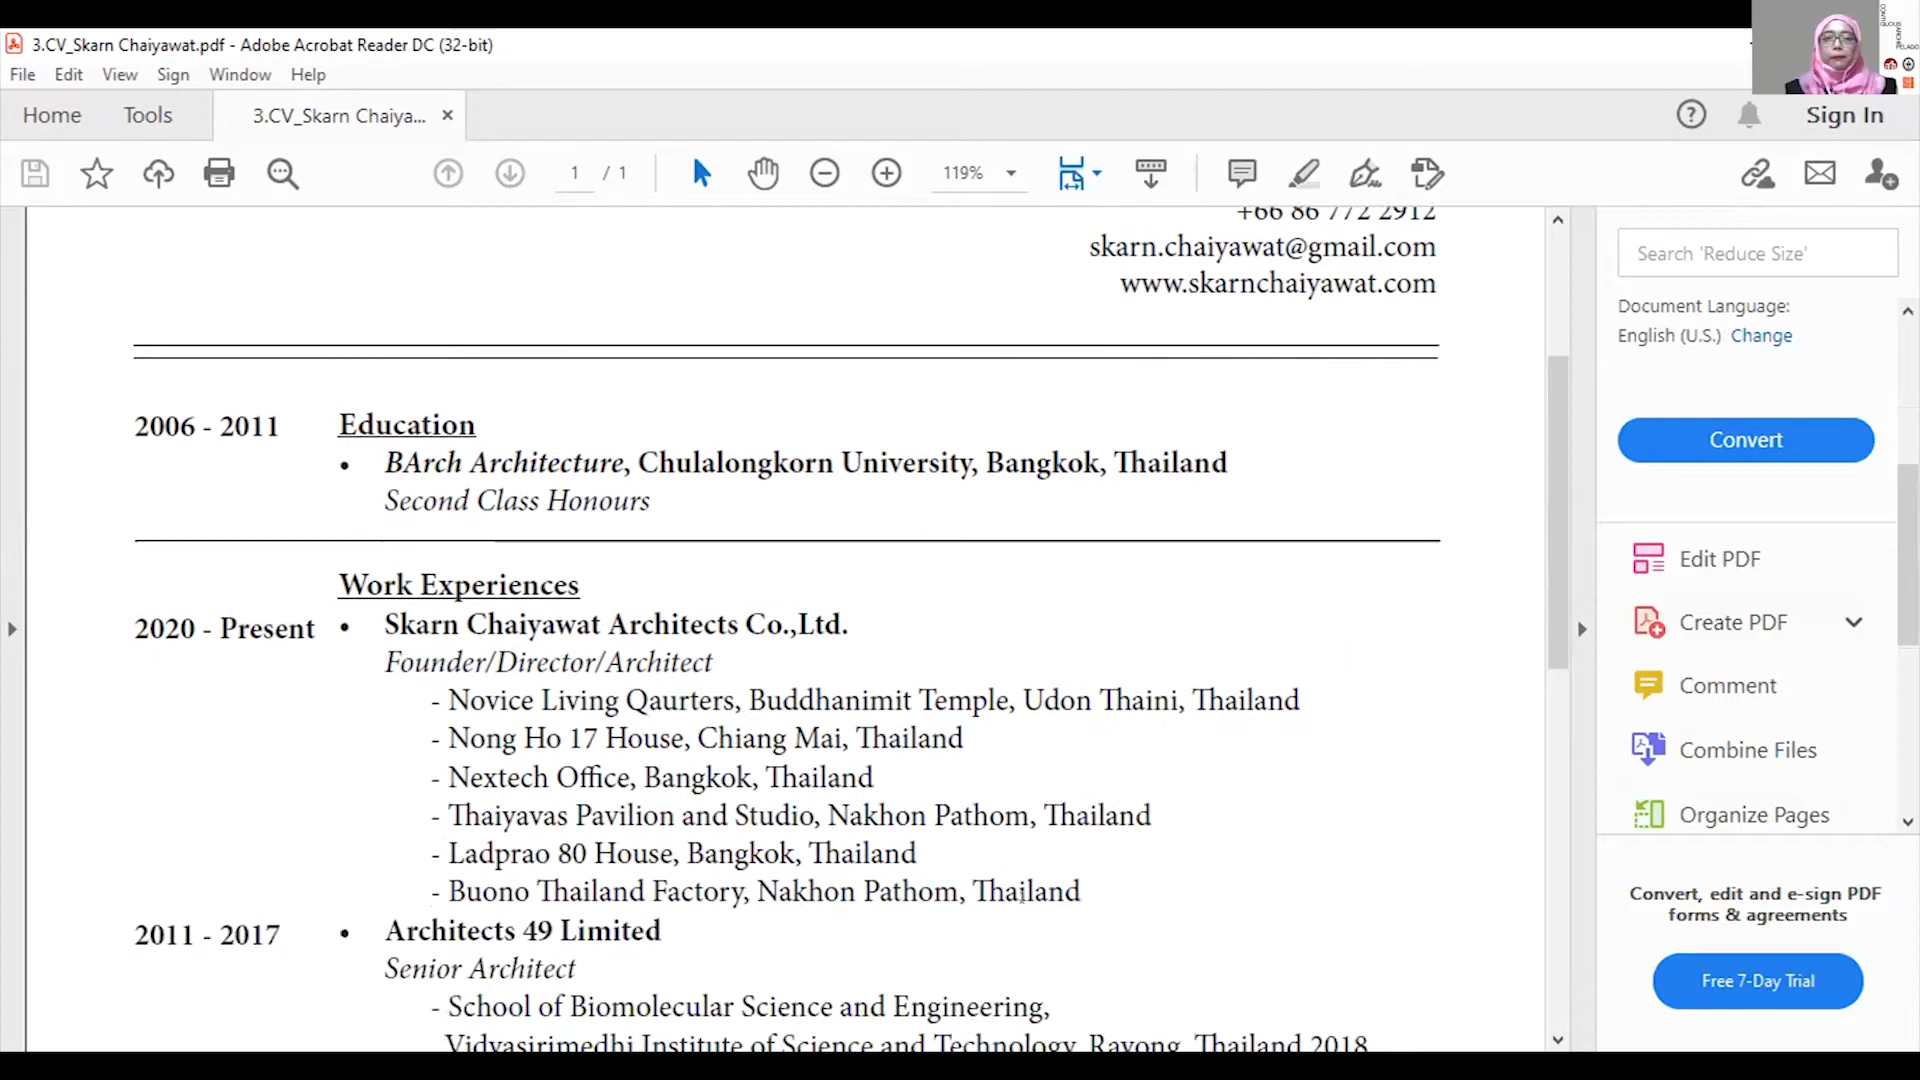 3.CV_Skarn Chaiyawat.pdf - Adobe Acrobat Reader DC (32-bit)
File Edit View Sign Window Help
Home Tools 3.CV_Skarn Chaiya... Sign In
1 / 1 119%
+66 86 772 2912
skarn.chaiyawat@gmail.com
www.skarnchaiyawat.com
2006 - 2011 Education
• BArch Architecture, Chulalongkorn University, Bangkok, Thailand
Second Class Honours
Work Experiences
2020 - Present • Skarn Chaiyawat Architects Co.,Ltd.
Founder/Director/Architect
- Novice Living Qaurters, Buddhanimit Temple, Udon Thaini, Thailand
- Nong Ho 17 House, Chiang Mai, Thailand
- Nextech Office, Bangkok, Thailand
- Thaiyavas Pavilion and Studio, Nakhon Pathom, Thailand
- Ladprao 80 House, Bangkok, Thailand
- Buono Thailand Factory, Nakhon Pathom, Thailand
2011 - 2017 • Architects 49 Limited
Senior Architect
- School of Biomolecular Science and Engineering,
Vidyasirimedhi Institute of Science and Technology, Rayong, Thailand 2018
Search 'Reduce Size'
Document Language:
English (U.S.) Change
Convert
Edit PDF
Create PDF
Comment
Combine Files
Organize Pages
Convert, edit and e-sign PDF
forms & agreements
Free 7-Day Trial